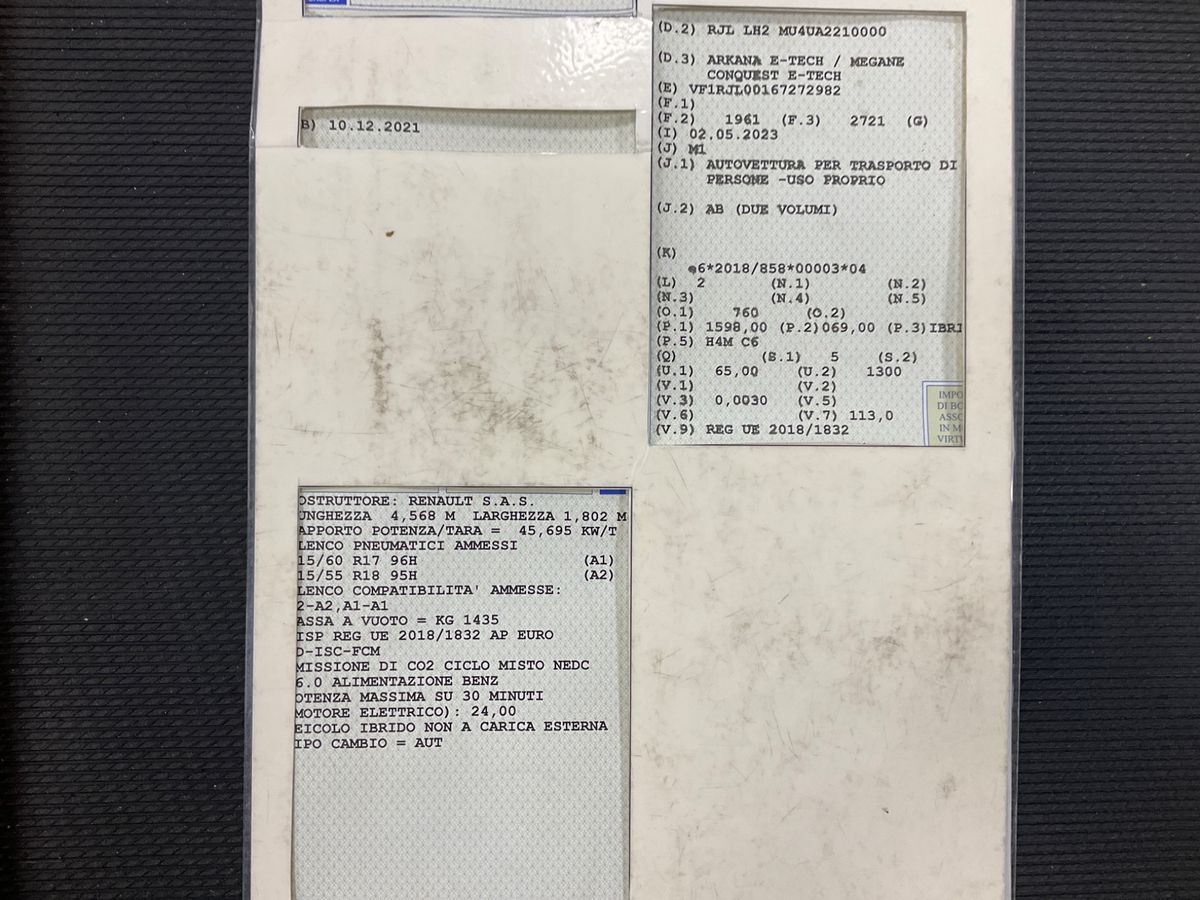 B) 10.12.2021
(D.2) RJL LH2 MU4UA2210000
(D.3) ARKANA E-TECH / MEGANE
CONQUEST E-TECH
(E) VF1RJL00167272982
(F.1)
(F.2) 1961 (F.3) 2721 (G)
(I) 02.05.2023
(J) M1
(J.1) AUTOVETTURA PER TRASPORTO DI
PERSONE -USO PROPRIO
(J.2) AB (DUE VOLUMI)
(K)
e6*2018/858*00003*04
(L) 2 (N.1) (N.2)
(N.3) (N.4) (N.5)
(O.1) 760 (O.2)
(P.1) 1598,00 (P.2)069,00 (P.3)IBRI
(P.5) H4M C6
(Q) (S.1) 5 (S.2)
(U.1) 65,00 (U.2) 1300
(V.1) (V.2)
(V.3) 0,0030 (V.5)
(V.6) (V.7) 113,0
(V.9) REG UE 2018/1832
IMPO
DI BO
ASSO
IN M
VIRT
OSTRUTTORE: RENAULT S.A.S.
UNGHEZZA 4,568 M LARGHEZZA 1,802 M
APPORTO POTENZA/TARA = 45,695 KW/T
LENCO PNEUMATICI AMMESSI
15/60 R17 96H (A1)
15/55 R18 95H (A2)
LENCO COMPATIBILITA' AMMESSE:
2-A2,A1-A1
ASSA A VUOTO = KG 1435
ISP REG UE 2018/1832 AP EURO
D-ISC-FCM
MISSIONE DI CO2 CICLO MISTO NEDC
6.0 ALIMENTAZIONE BENZ
OTENZA MASSIMA SU 30 MINUTI
MOTORE ELETTRICO): 24,00
EICOLO IBRIDO NON A CARICA ESTERNA
IPO CAMBIO = AUT